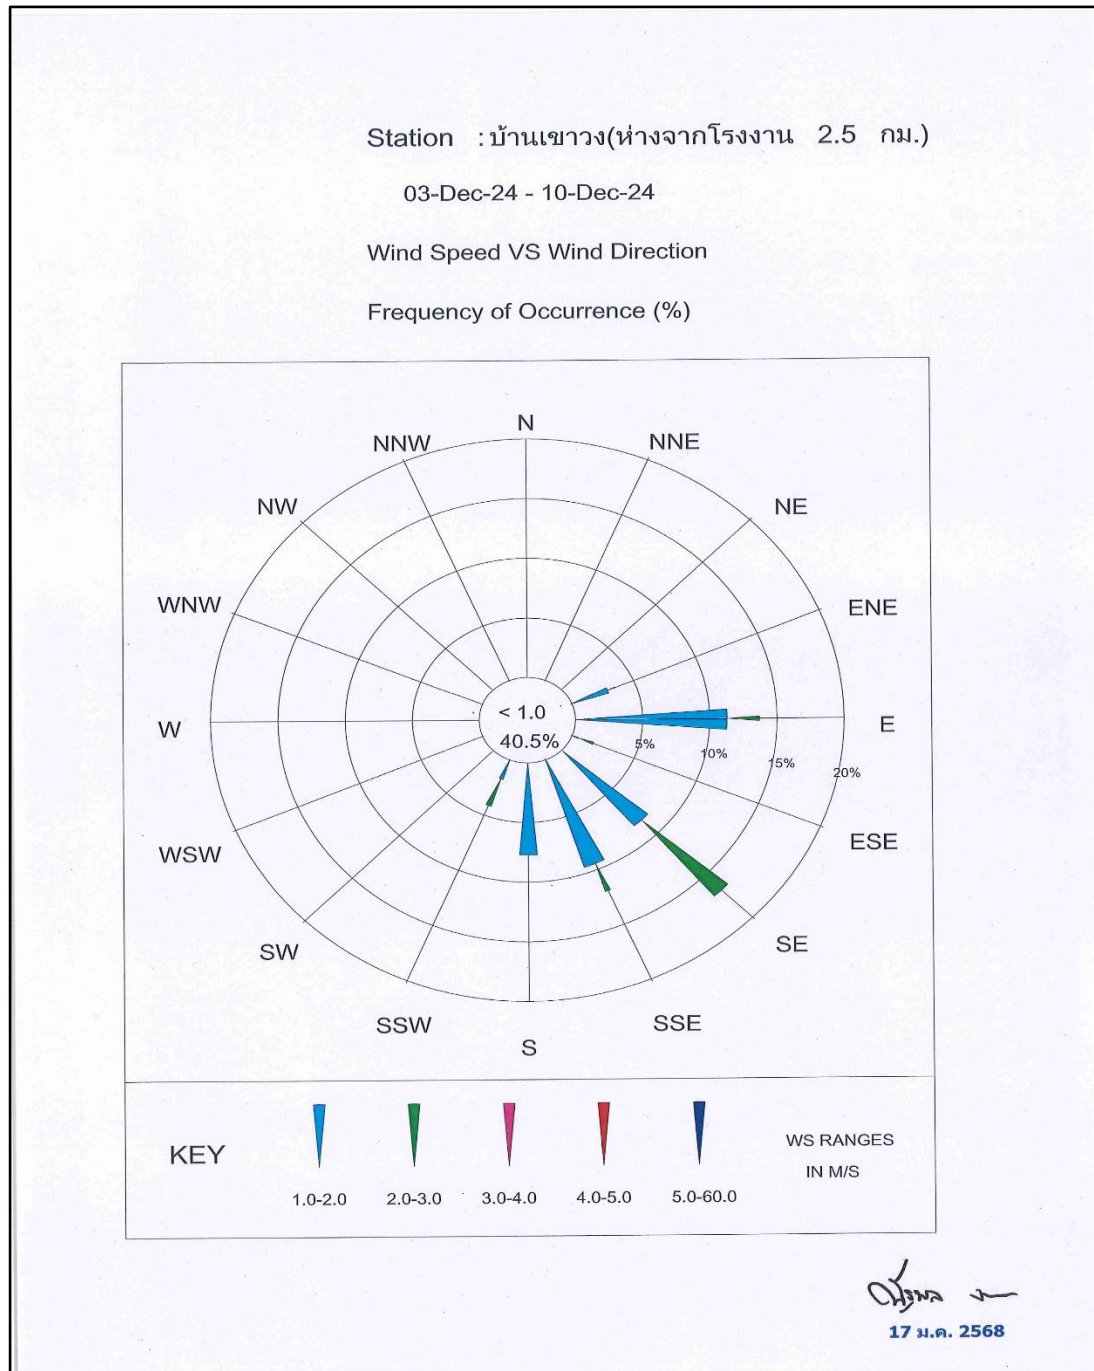 Station : บ้านเขาวง(ห่างจากโรงงาน 2.5 กม.)
03-Dec-24 - 10-Dec-24
Wind Speed VS Wind Direction
Frequency of Occurrence (%)
N
NNW NNE
NW NE
WNW ENE
< 1.0
W E
40.5% 5% 10% 15% 20%
WSW ESE
SW SE
SSW SSE
S
KEY
WS RANGES
IN M/S
1.0-2.0 2.0-3.0 3.0-4.0 4.0-5.0 5.0-60.0
17 ม.ค. 2568